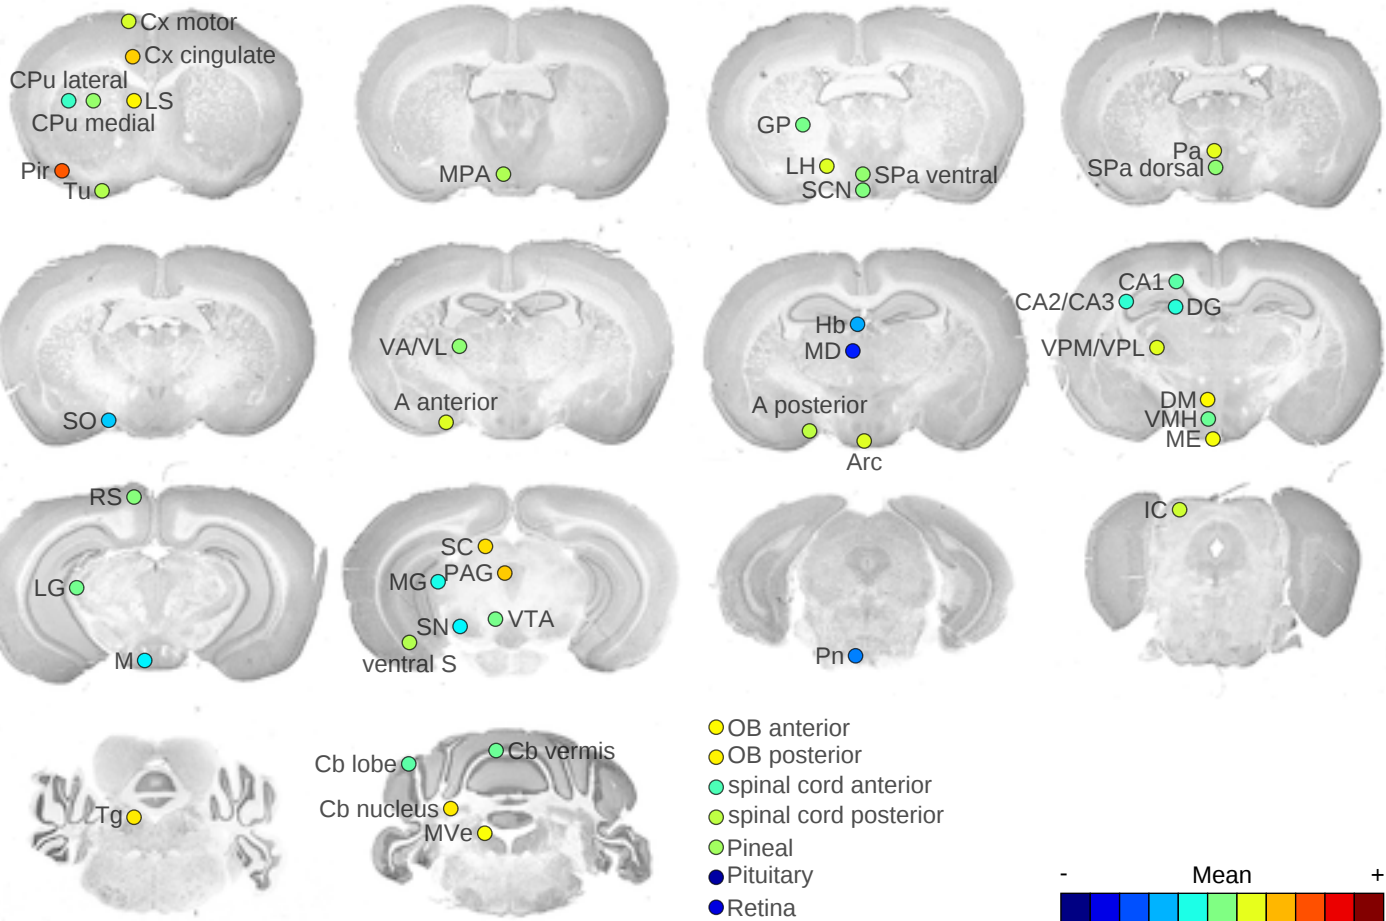 Cx motor
Cx cingulate
CPu lateral
LS
CPu medial
Pir
Tu
MPA
GP
LH
SPa ventral
SCN
Pa
SPa dorsal
SO
VA/VL
A anterior
Hb
MD
A posterior
Arc
CA1
CA2/CA3
DG
VPM/VPL
DM
VMH
ME
RS
LG
M
SC
PAG
MG
SN
VTA
ventral S
Pn
IC
Tg
Cb lobe
Cb vermis
Cb nucleus
MVe
OB anterior
OB posterior
spinal cord anterior
spinal cord posterior
Pineal
Pituitary
Retina
- Mean +